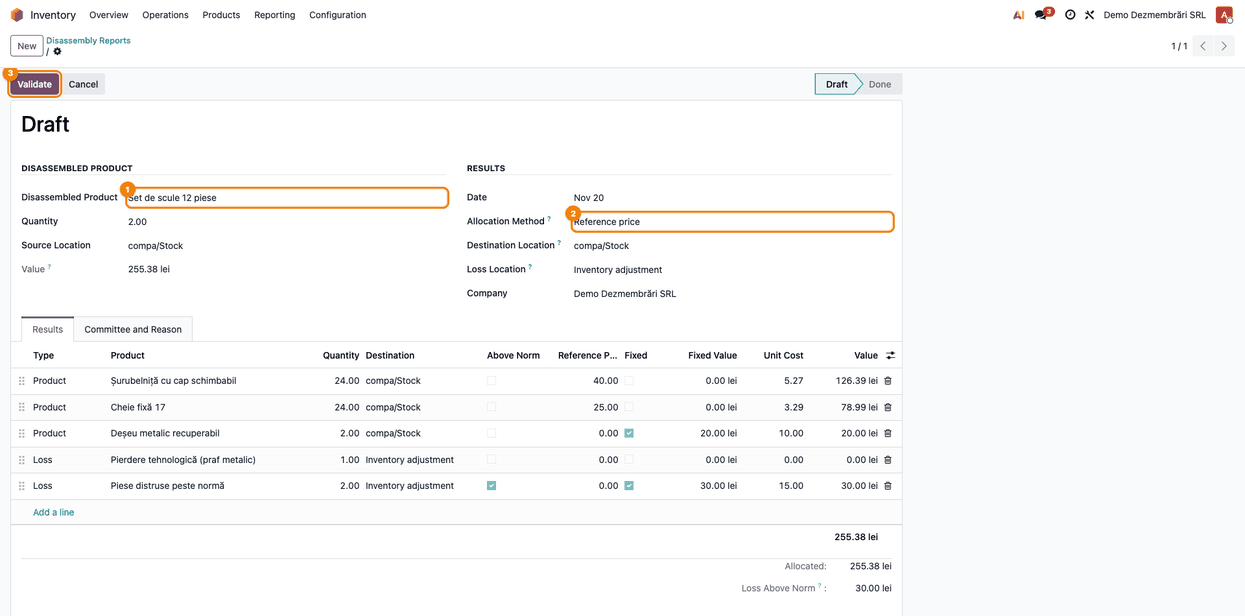 Inventory Overview Operations Products Reporting Configuration AI 3 Demo Dezmembrări SRL A
New Disassembly Reports
/ 1 / 1
3
Validate Cancel Draft Done
Draft
DISASSEMBLED PRODUCT RESULTS
1
Disassembled Product Set de scule 12 piese Date Nov 20
2
Quantity 2.00 Allocation Method ? Reference price
Source Location compa/Stock Destination Location ? compa/Stock
Value ? 255.38 lei Loss Location ? Inventory adjustment
Company Demo Dezmembrări SRL
Results Committee and Reason
Type Product Quantity Destination Above Norm Reference P... Fixed Fixed Value Unit Cost Value
Product Șurubelniță cu cap schimbabil 24.00 compa/Stock 40.00 0.00 lei 5.27 126.39 lei
Product Cheie fixă 17 24.00 compa/Stock 25.00 0.00 lei 3.29 78.99 lei
Product Deșeu metalic recuperabil 2.00 compa/Stock 0.00 20.00 lei 10.00 20.00 lei
Loss Pierdere tehnologică (praf metalic) 1.00 Inventory adjustment 0.00 0.00 lei 0.00 0.00 lei
Loss Piese distruse peste normă 2.00 Inventory adjustment 0.00 30.00 lei 15.00 30.00 lei
Add a line
255.38 lei
Allocated: 255.38 lei
Loss Above Norm ? : 30.00 lei